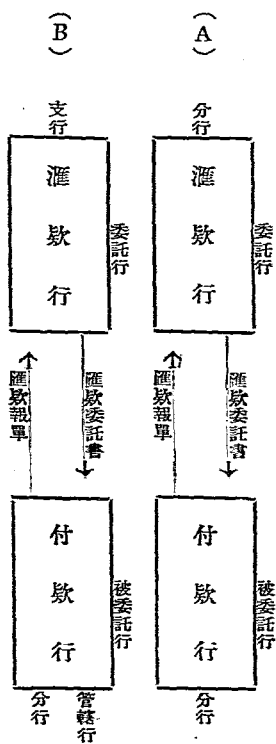 （A）
分行
委託行
匯款行
匯款委託書
匯款報單
被委託行
付款行
分行
（B）
支行
委託行
匯款行
匯款委託書
匯款報單
被委託行
付款行
管轄行
分行